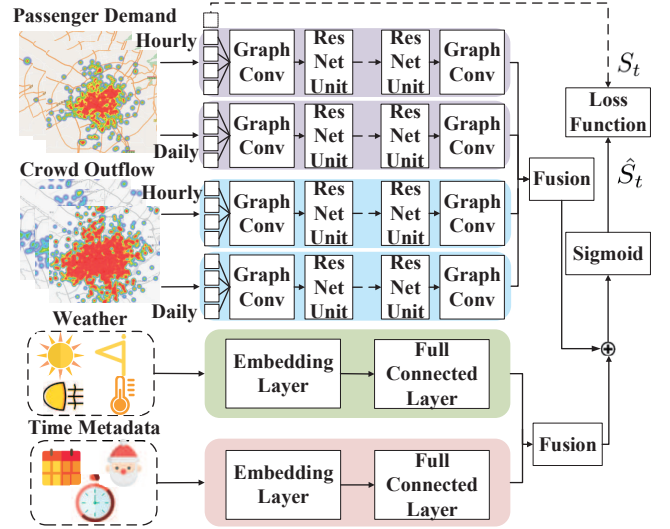 Passenger Demand
Hourly
Graph
Conv
Res
Net
Unit
Res
Net
Unit
Graph
Conv
Daily
Graph
Conv
Res
Net
Unit
Res
Net
Unit
Graph
Conv
Crowd Outflow
Hourly
Graph
Conv
Res
Net
Unit
Res
Net
Unit
Graph
Conv
Daily
Graph
Conv
Res
Net
Unit
Res
Net
Unit
Graph
Conv
Fusion
S_t
Loss
Function
Ŝ_t
Sigmoid
Weather
Embedding
Layer
Full
Connected
Layer
Time Metadata
Embedding
Layer
Full
Connected
Layer
Fusion